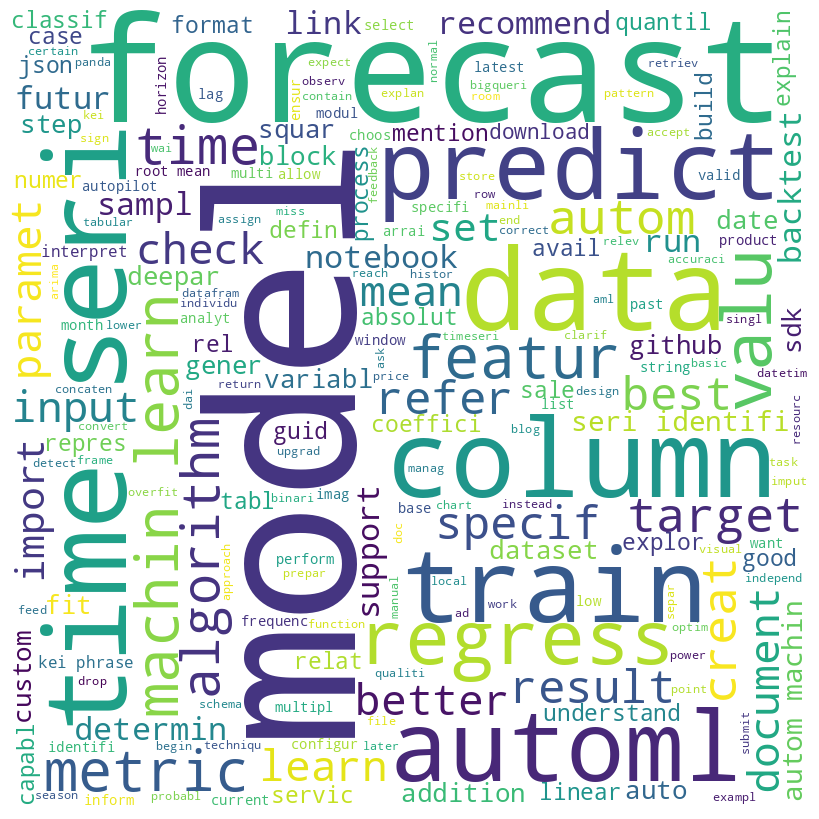 classif
format
link
recommend
quantil
case
certain
panda
forecast
select
expect
normal
latest
retriev
explain
json
horizon
lag
observ
bigqueri
futur
kei
ensur
contain
explan
room
pattern
build
step
sign
time
squar
modul
choos
mention
download
accept
backtest
wai
root mean
block
multi
allow
process
feedback
predict
valid
numer
autopilot
sampl
assign
miss
defin
specifi
store
row
mainli
tabular
arrai
set
end
correct
autom
date
paramet
interpret
check
notebook
avail
relev
run
product
accuraci
time seri
arima
deepar
reach
histor
mean
data
aml
past
singl
valu
sdk
month
lower
datafram
individu
analyt
absolut
window
timeseri
clarif
string
basic
datetim
rel
gener
variabl
return
dai
ask
price
featur
github
sale
list
design
resourc
concaten
input
convert
model
refer
best
repres
machin learn
algorithm
guid
upgrad
coeffici
blog
seri identifi
import
detect
frame
overfit
tabl
binari
imag
manag
column
task
imput
base
chart
instead
specif
target
support
doc
dataset
explor
visual
want
good
independ
approach
perform
prepar
feed
fit
frequenc
function
manual
local
train
low
ad
work
separ
optim
creat
custom
kei phrase
drop
relat
qualiti
regress
power
point
document
autom machin
schema
multipl
better
result
determin
file
understand
capabl
identifi
begin
techniqu
configur
later
automl
submit
metric
learn
season
inform
probabl
current
servic
addition
linear
auto
exampl